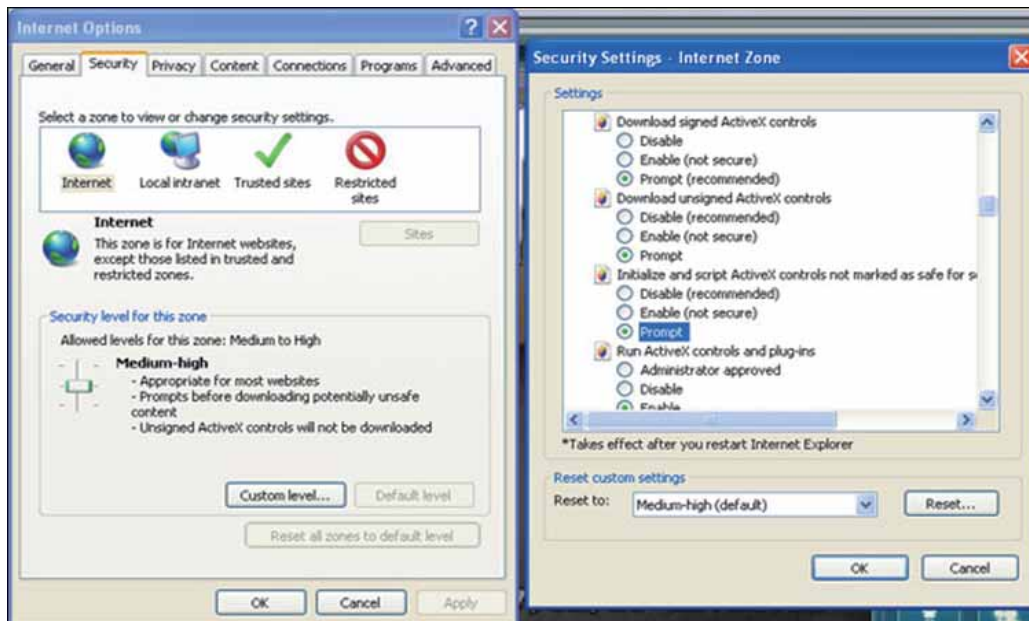 Internet Options
General Security Privacy Content Connections Programs Advanced
Select a zone to view or change security settings.
Internet Local intranet Trusted sites Restricted
sites
Internet
This zone is for Internet websites,
except those listed in trusted and
restricted zones.
Sites
Security level for this zone
Allowed levels for this zone: Medium to High
Medium-high
- Appropriate for most websites
- Prompts before downloading potentially unsafe
content
- Unsigned ActiveX controls will not be downloaded
Custom level... Default level
Reset all zones to default level
OK Cancel Apply
Security Settings - Internet Zone
Settings
Download signed ActiveX controls
Disable
Enable (not secure)
Prompt (recommended)
Download unsigned ActiveX controls
Disable (recommended)
Enable (not secure)
Prompt
Initialize and script ActiveX controls not marked as safe for s
Disable (recommended)
Enable (not secure)
Prompt
Run ActiveX controls and plug-ins
Administrator approved
Disable
Enable
*Takes effect after you restart Internet Explorer
Reset custom settings
Reset to: Medium-high (default) Reset...
OK Cancel